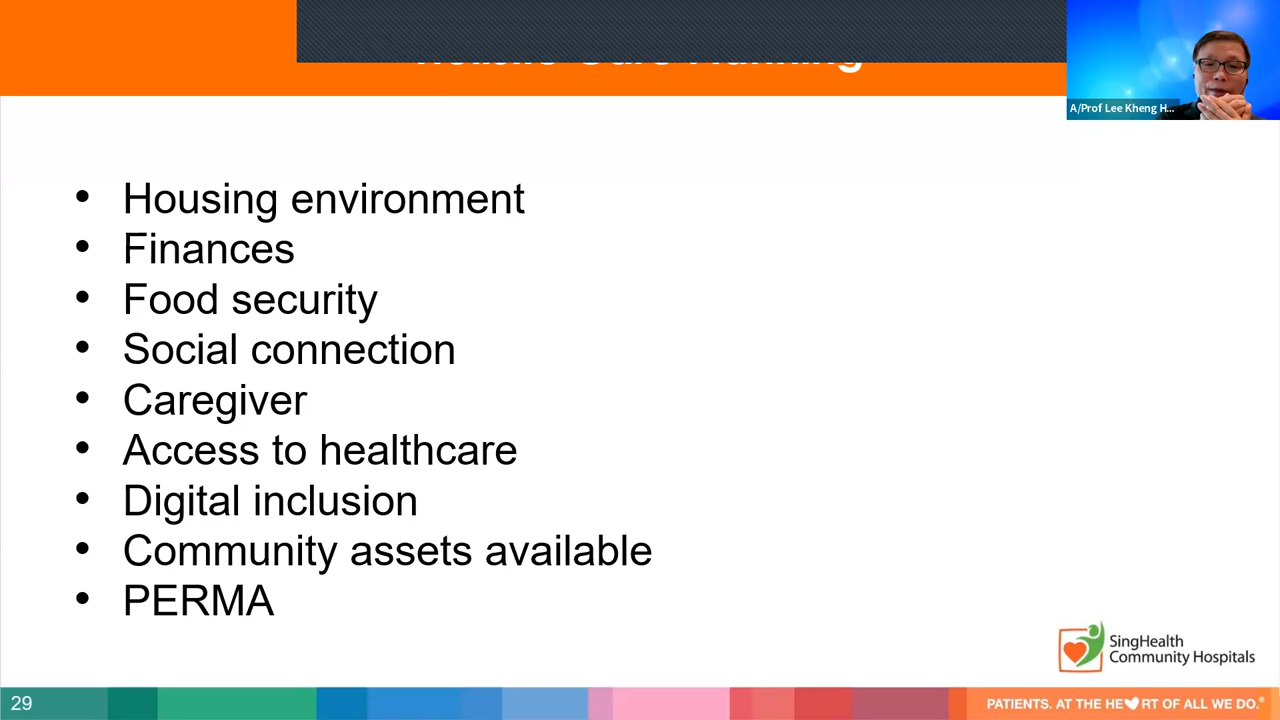 A/Prof Lee Kheng H...
• Housing environment
• Finances
• Food security
• Social connection
• Caregiver
• Access to healthcare
• Digital inclusion
• Community assets available
• PERMA
SingHealth
Community Hospitals
29
PATIENTS. AT THE HE♥RT OF ALL WE DO.®